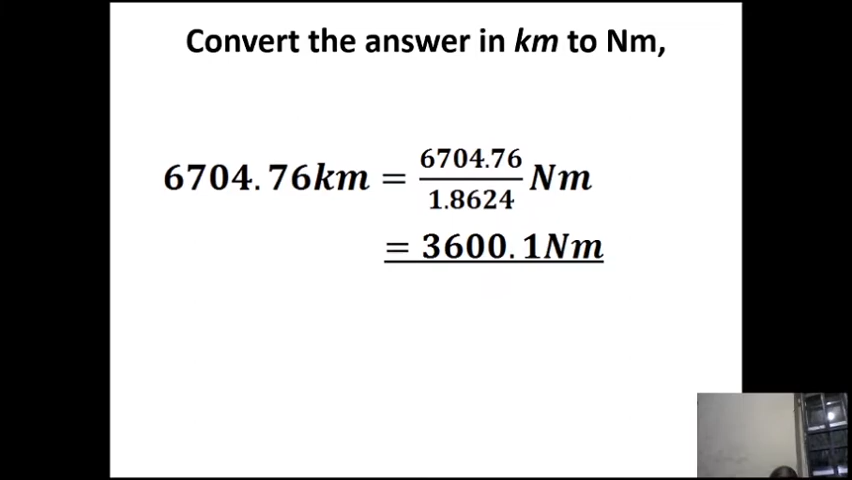 Convert the answer in km to Nm,
6704.76km = 6704.76/1.8624 Nm
= 3600.1Nm